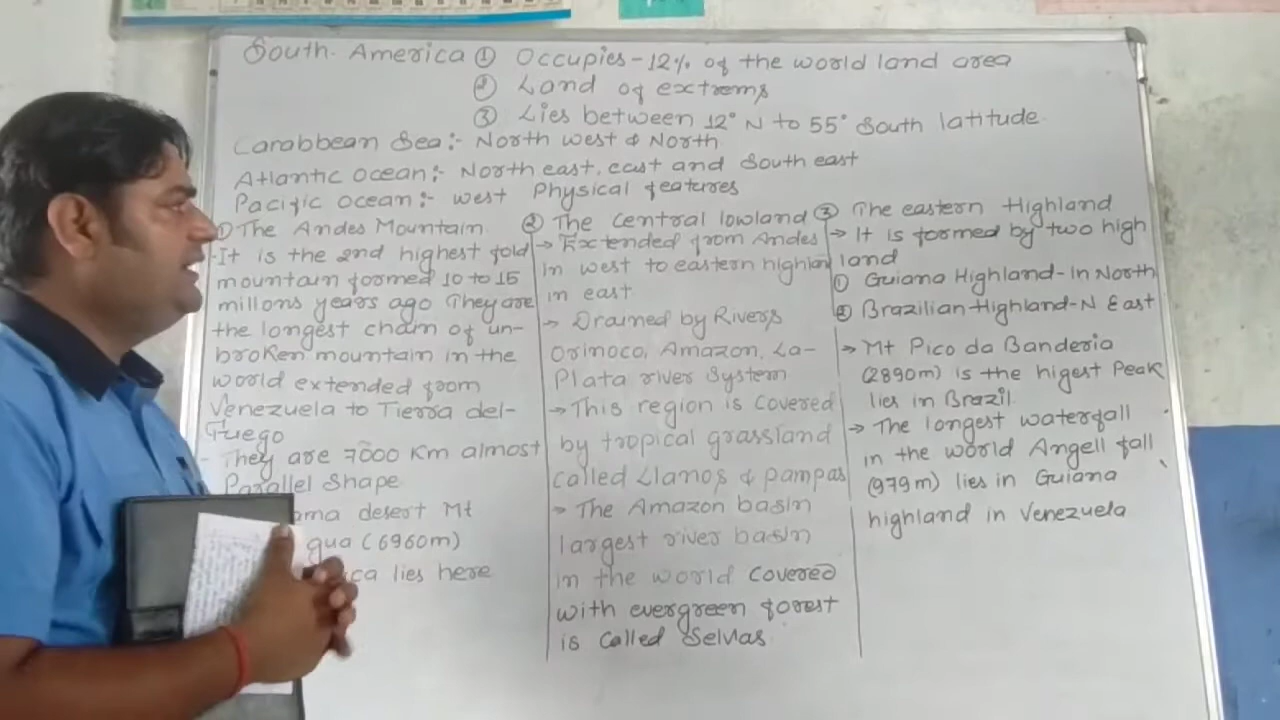 South America ① Occupies - 12% of the world land area
② Land of extrems
③ Lies between 12° N to 55° South latitude
Carabbean Sea :- North west & North
Atlantic ocean :- North east, east and South east
Pacific ocean :- west Physical features
① The Andes Mountain
It is the 2nd highest fold
mountain formed 10 to 15
millons years ago They are
the longest chain of un-
broken mountain in the
world extended from
Venezuela to Tierra del-
Fuego
- They are 7000 Km almost
Parallel Shape
ama desert Mt
gua (6960m)
ica lies here
② The central lowland
→ Extended from Andes
in west to eastern highlan
in east
→ Drained by Rivers
Orinoco, Amazon, La-
Plata river System
→ This region is covered
by tropical grassland
called Llanos & pampas
→ The Amazon basin
largest river basin
in the world covered
with evergreen forest
is called Selvas
③ The eastern Highland
→ It is formed by two high
land
① Guiana Highland - in North
② Brazilian Highland - N East
→ Mt Pico da Banderia
(2890m) is the higest Peak
lies in Brazil
→ The longest waterfall
in the world Angell fall
(979m) lies in Guiana
highland in Venezuela